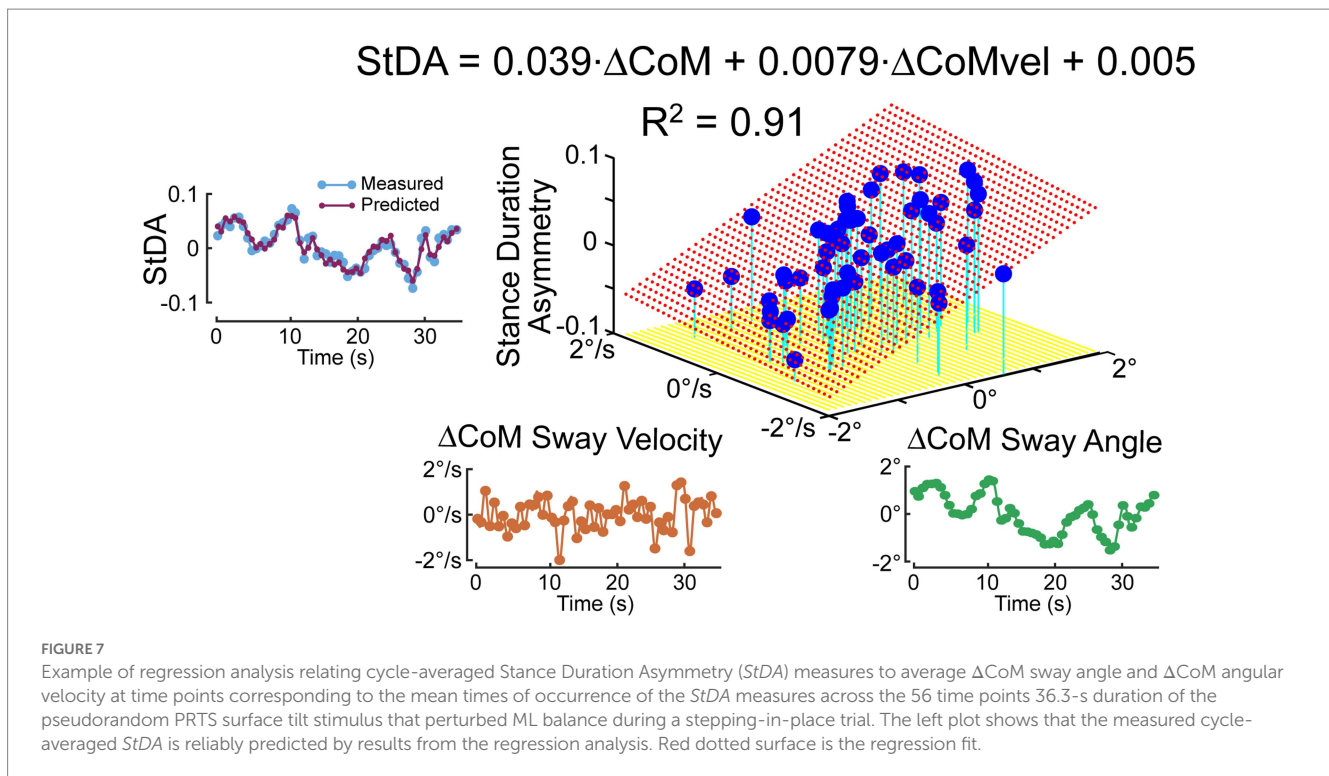 StDA = 0.039·ΔCoM + 0.0079·ΔCoMvel + 0.005
R² = 0.91
Measured
Predicted
0.1
0
-0.1
StDA
0 10 20 30
Time (s)
Stance Duration
Asymmetry
0.1
0
-0.1
2°/s
0°/s
-2°/s
-2°
0°
2°
ΔCoM Sway Velocity
2°/s
0°/s
-2°/s
0 10 20 30
Time (s)
ΔCoM Sway Angle
2°
0°
-2°
0 10 20 30
Time (s)
FIGURE 7
Example of regression analysis relating cycle-averaged Stance Duration Asymmetry (StDA) measures to average ΔCoM sway angle and ΔCoM angular
velocity at time points corresponding to the mean times of occurrence of the StDA measures across the 56 time points 36.3-s duration of the
pseudorandom PRTS surface tilt stimulus that perturbed ML balance during a stepping-in-place trial. The left plot shows that the measured cycle-
averaged StDA is reliably predicted by results from the regression analysis. Red dotted surface is the regression fit.